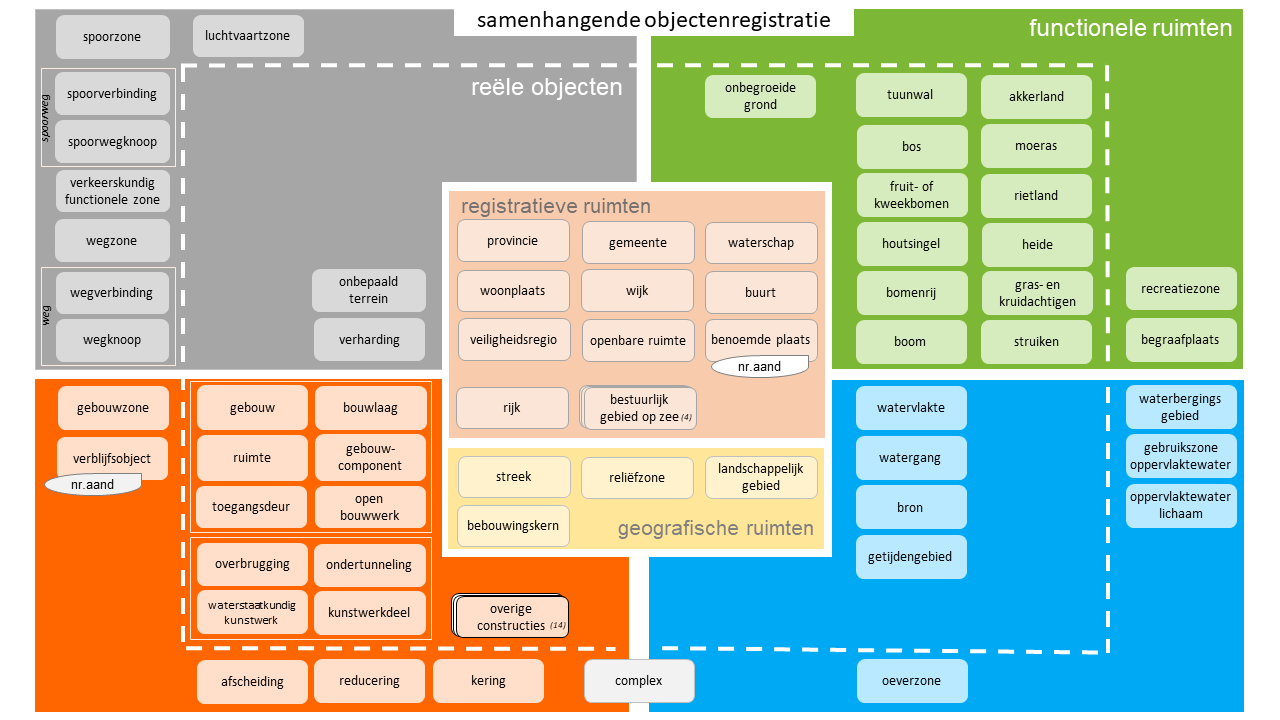 samenhangende objectenregistratie
spoorzone
luchtvaartzone
spoorweg
spoorverbinding
spoorwegknoop
verkeerskundig
functionele zone
wegzone
weg
wegverbinding
wegknoop
reële objecten
onbepaald
terrein
verharding
functionele ruimten
onbegroeide
grond
tuunwal
akkerland
bos
moeras
fruit- of
kweekbomen
rietland
houtsingel
heide
bomenrij
gras- en
kruidachtigen
boom
struiken
recreatiezone
begraafplaats
registratieve ruimten
provincie
gemeente
waterschap
woonplaats
wijk
buurt
veiligheidsregio
openbare ruimte
benoemde plaats
nr.aand
rijk
bestuurlijk
gebied op zee (4)
streek
reliëfzone
landschappelijk
gebied
bebouwingskern
geografische ruimten
gebouwzone
verblijfsobject
nr.aand
gebouw
bouwlaag
ruimte
gebouw-
component
toegangsdeur
open
bouwwerk
overbrugging
ondertunneling
waterstaatkundig
kunstwerk
kunstwerkdeel
overige
constructies (14)
afscheiding
reducering
kering
complex
watervlakte
watergang
bron
getijdengebied
waterbergings
gebied
gebruikszone
oppervlaktewater
oppervlaktewater
lichaam
oeverzone